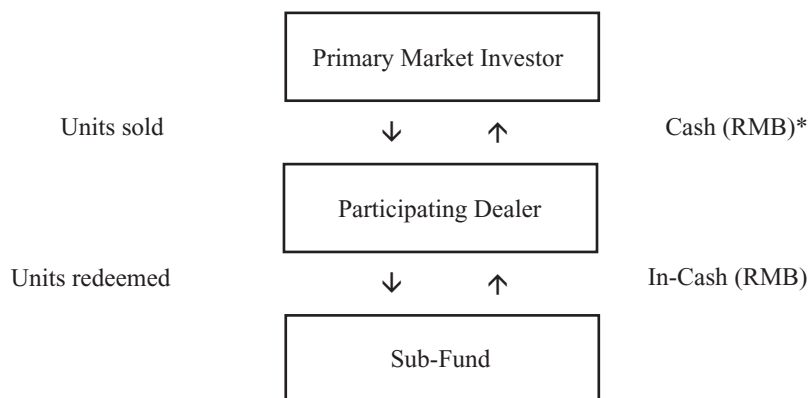 Primary Market Investor
Units sold ↓ ↑ Cash (RMB)*
Participating Dealer
Units redeemed ↓ ↑ In-Cash (RMB)
Sub-Fund